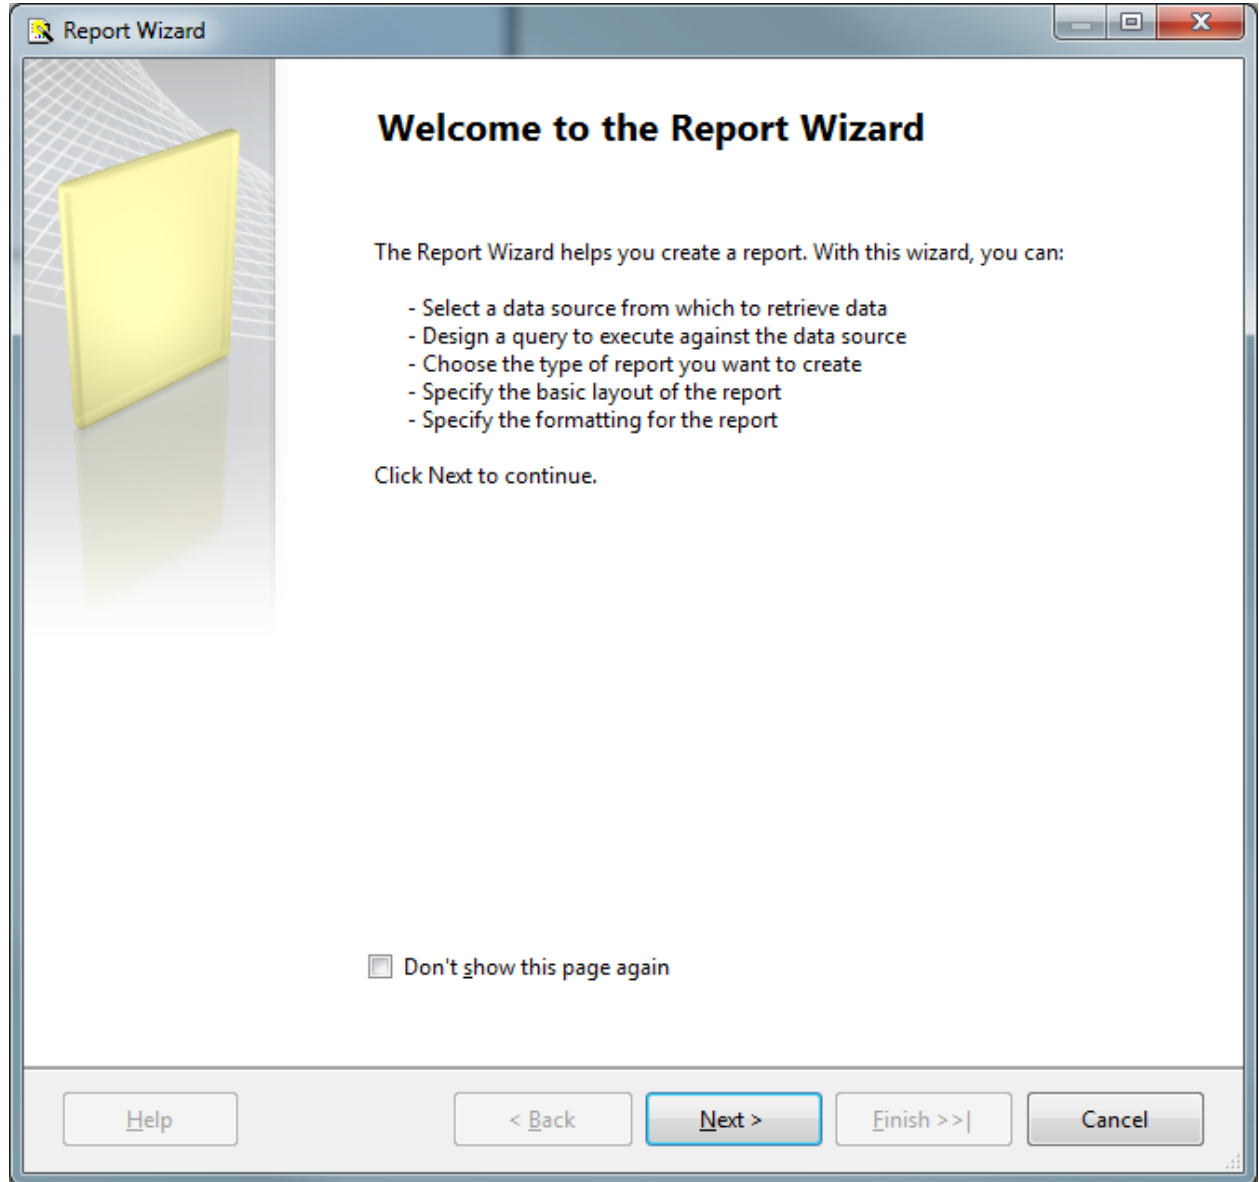 Report Wizard
Welcome to the Report Wizard
The Report Wizard helps you create a report. With this wizard, you can:
- Select a data source from which to retrieve data
- Design a query to execute against the data source
- Choose the type of report you want to create
- Specify the basic layout of the report
- Specify the formatting for the report
Click Next to continue.
Don't show this page again
Help
< Back
Next >
Finish >>|
Cancel